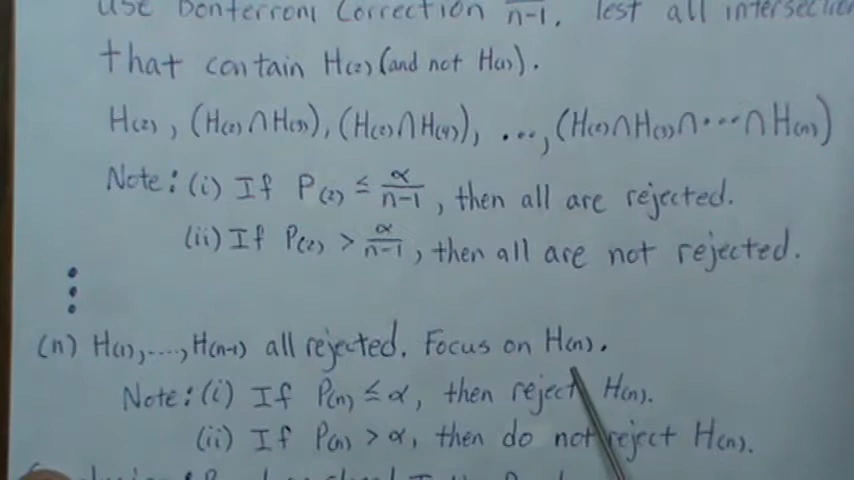 use Bonferroni Correction n-1. Test all intersection
that contain H(2) (and not H(1)).
H(2), (H(2)∩H(3)), (H(2)∩H(4)), ..., (H(2)∩H(3)∩···∩H(n))
Note: (i) If P(2) ≤ α/n-1, then all are rejected.
(ii) If P(2) > α/n-1, then all are not rejected.
⋮
(n) H(1),....,H(n-1) all rejected. Focus on H(n).
Note: (i) If P(n) ≤ α, then reject H(n).
(ii) If P(n) > α, then do not reject H(n).